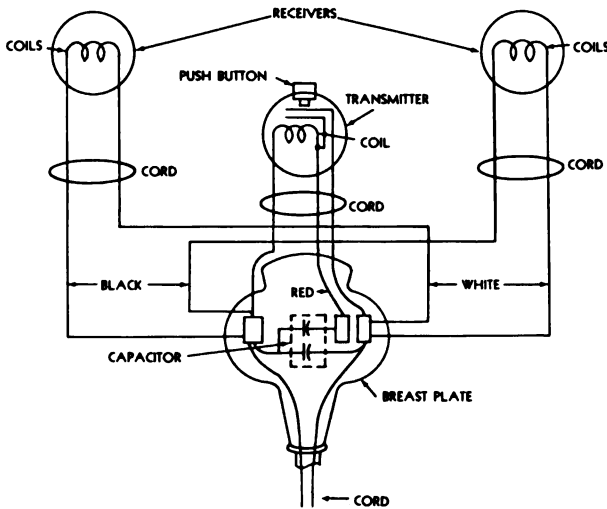 RECEIVERS
COILS
COILS
PUSH BUTTON
TRANSMITTER
COIL
CORD
CORD
CORD
BLACK
RED
WHITE
CAPACITOR
BREAST PLATE
CORD